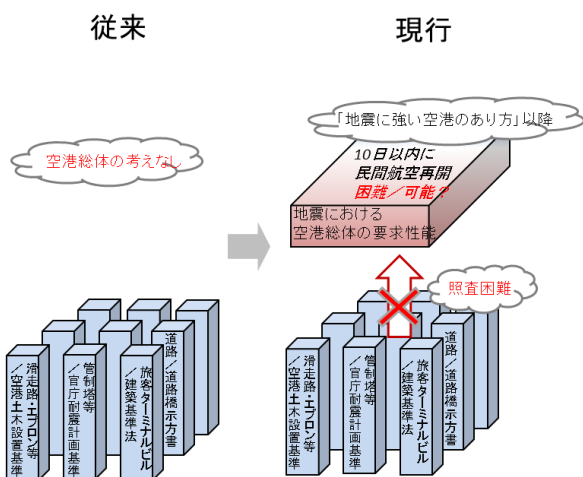 従来
現行
空港総体の考えなし
「地震に強い空港のあり方」以降
10日以内に
民間航空再開
困難／可能？
地震における
空港総体の要求性能
照査困難
滑走路・エプロン等
／空港土木設置基準
管制塔等
／官庁耐震計画基準
旅客ターミナルビル
／建築基準法
道路
／道路橋示方書
滑走路・エプロン等
／空港土木設置基準
管制塔等
／官庁耐震計画基準
旅客ターミナルビル
／建築基準法
道路／道路橋示方書